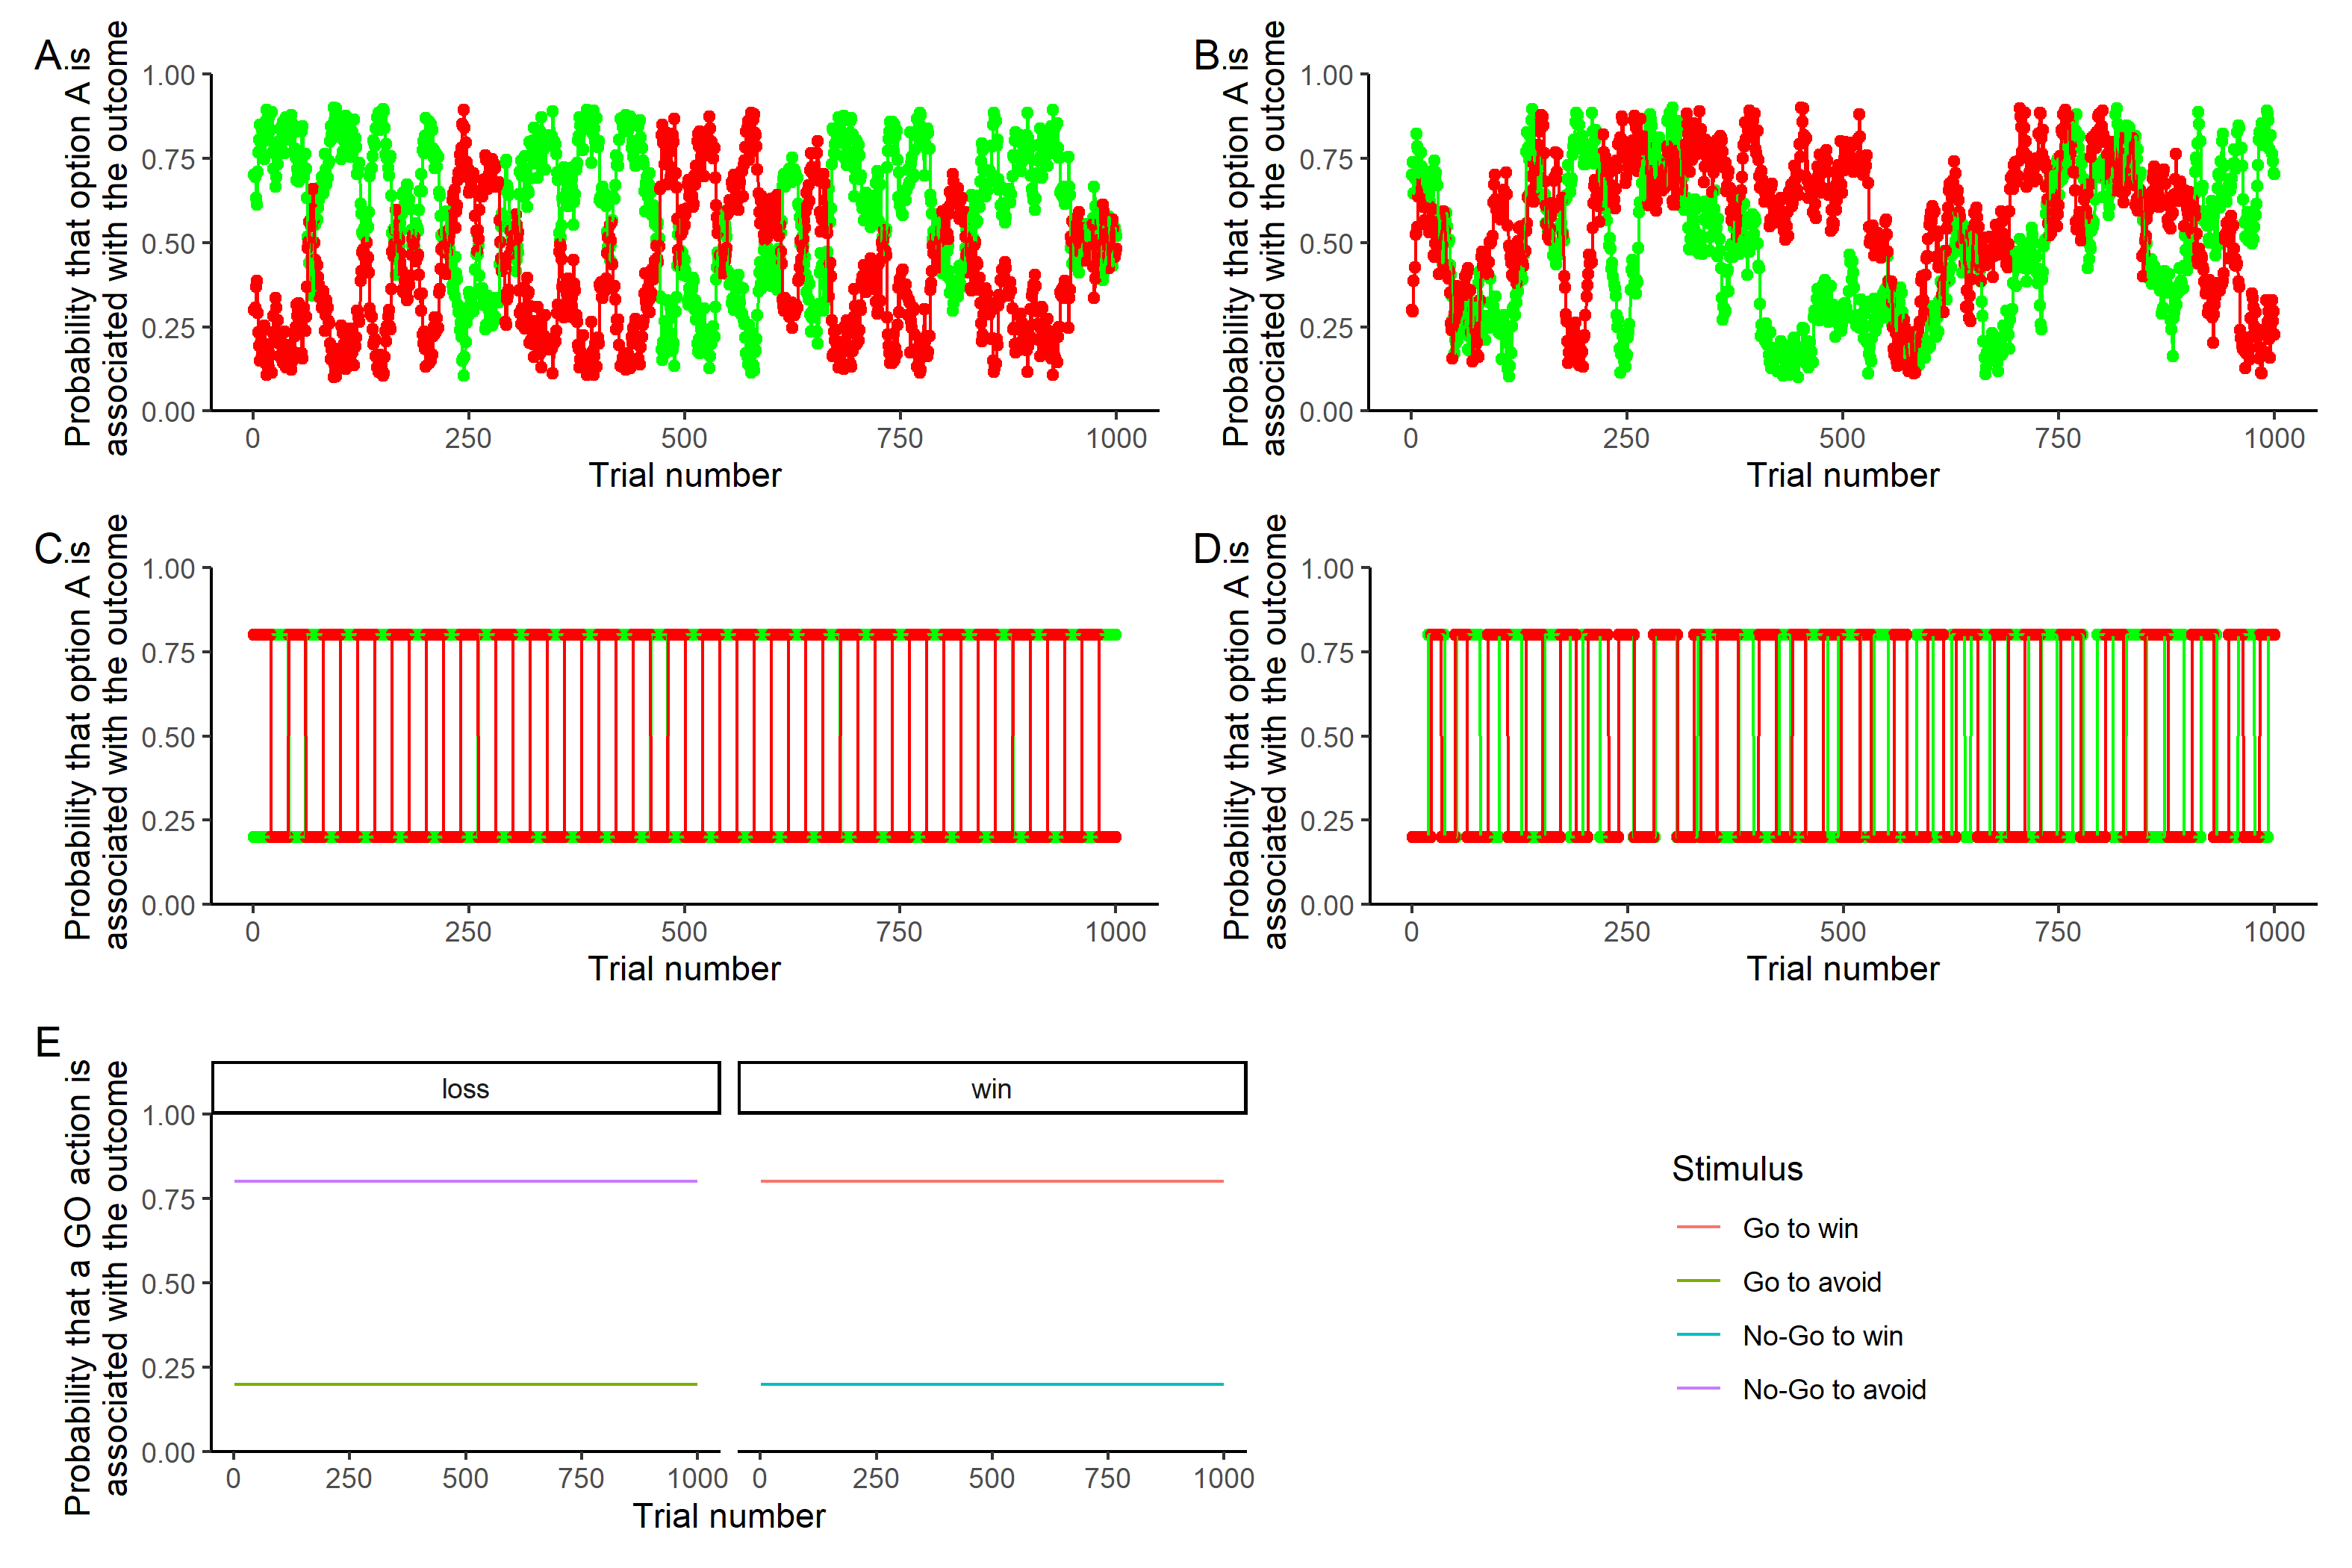 A
Probability that option A is
associated with the outcome
1.00
0.75
0.50
0.25
0.00
0 250 500 750 1000
Trial number
B
Probability that option A is
associated with the outcome
1.00
0.75
0.50
0.25
0.00
0 250 500 750 1000
Trial number
C
Probability that option A is
associated with the outcome
1.00
0.75
0.50
0.25
0.00
0 250 500 750 1000
Trial number
D
Probability that option A is
associated with the outcome
1.00
0.75
0.50
0.25
0.00
0 250 500 750 1000
Trial number
E
Probability that a GO action is
associated with the outcome
loss win
1.00
0.75
0.50
0.25
0.00
0 250 500 750 1000 0 250 500 750 1000
Trial number
Stimulus
Go to win
Go to avoid
No-Go to win
No-Go to avoid